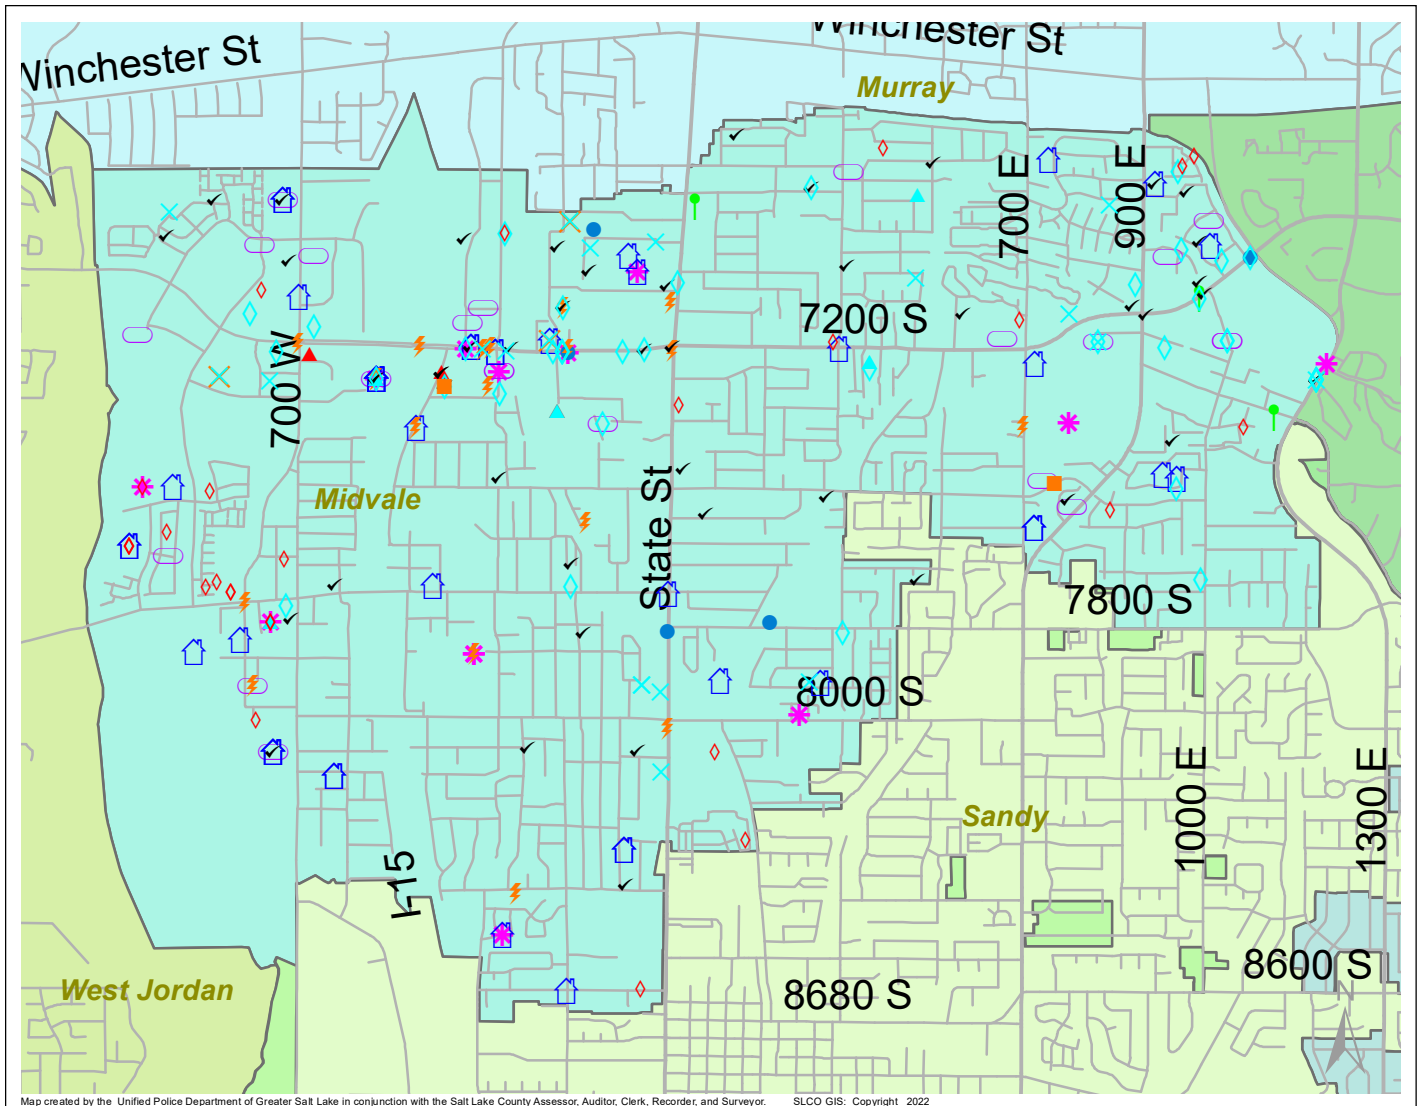 Winchester St
Winchester St
Murray
700 E
900 E
7200 S
700 W
Midvale
State St
7800 S
8000 S
Sandy
1000 E
1300 E
I-15
8600 S
West Jordan
8680 S
Map created by the Unified Police Department of Greater Salt Lake in conjunction with the Salt Lake County Assessor, Auditor, Clerk, Recorder, and Surveyor. SLCO GIS: Copyright 2022